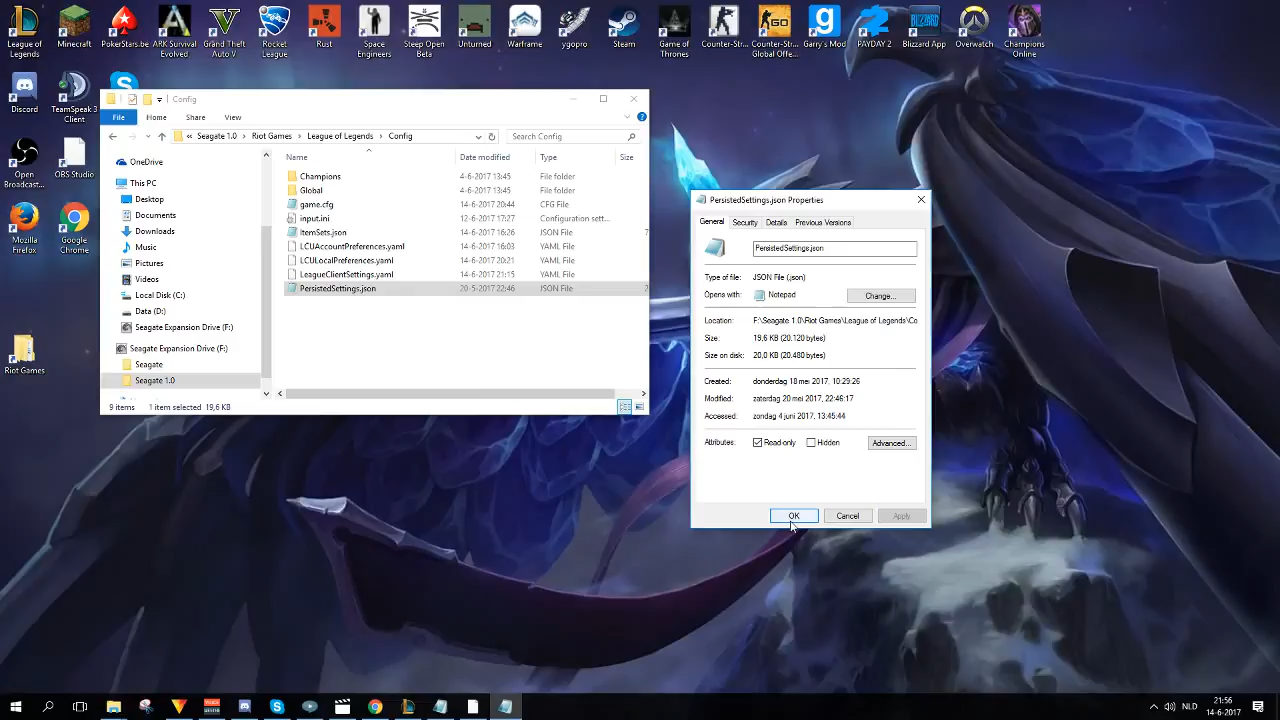 League of Legends
Minecraft
PokerStars.be
ARK Survival Evolved
Grand Theft Auto V
Rocket League
Rust
Space Engineers
Steep Open Beta
Unturned
Warframe
ygopro
Steam
Game of Thrones
Counter-Str...
Counter-Str... Global Offe...
Garry's Mod
PAYDAY 2
Blizzard App
Overwatch
Champions Online
Discord
TeamSpeak 3 Client
Open Broadcast...
OBS Studio
Mozilla Firefox
Google Chrome
Riot Games
Config
File Home Share View
« Seagate 1.0 > Riot Games > League of Legends > Config
Search Config
OneDrive
This PC
Desktop
Documents
Downloads
Music
Pictures
Videos
Local Disk (C:)
Data (D:)
Seagate Expansion Drive (F:)
Seagate Expansion Drive (F:)
Seagate
Seagate 1.0
Name Date modified Type Size
Champions 4-6-2017 13:45 File folder
Global 4-6-2017 13:45 File folder
game.cfg 14-6-2017 20:44 CFG File
input.ini 12-6-2017 17:27 Configuration sett...
ItemSets.json 14-6-2017 16:26 JSON File 7
LCUAccountPreferences.yaml 14-6-2017 16:03 YAML File
LCULocalPreferences.yaml 14-6-2017 20:21 YAML File
LeagueClientSettings.yaml 14-6-2017 21:15 YAML File
PersistedSettings.json 20-5-2017 22:46 JSON File 2
9 items 1 item selected 19,6 KB
PersistedSettings.json Properties
General Security Details Previous Versions
PersistedSettings.json
Type of file: JSON File (.json)
Opens with: Notepad Change...
Location: F:\Seagate 1.0\Riot Games\League of Legends\Co
Size: 19,6 KB (20.120 bytes)
Size on disk: 20,0 KB (20.480 bytes)
Created: donderdag 18 mei 2017, 10:29:26
Modified: zaterdag 20 mei 2017, 22:46:17
Accessed: zondag 4 juni 2017, 13:45:44
Attributes: Read-only Hidden Advanced...
OK Cancel Apply
NLD
21:56
14-6-2017